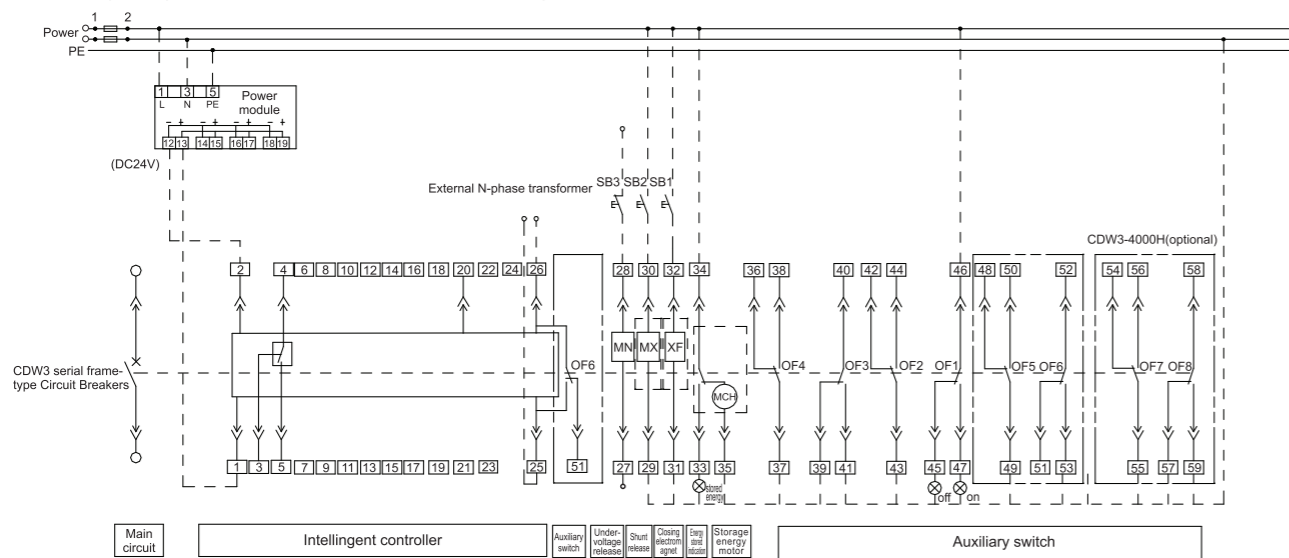 1 2
Power
PE
1 3 5
L N PE
Power
module
− + − + − + − +
12 13 14 15 16 17 18 19
(DC24V)
External N-phase transformer
SB3 SB2 SB1
CDW3-4000H(optional)
2 4 6 8 10 12 14 16 18 20 22 24 26 28 30 32 34 36 38 40 42 44 46 48 50 52 54 56 58
MN MX XF
CDW3 serial frame-
type Circuit Breakers
OF6 OF4 OF3 OF2 OF1 OF5 OF6 OF7 OF8
MCH
1 3 5 7 9 11 13 15 17 19 21 23 25 51 27 29 31 33 35 37 39 41 43 45 47 49 51 53 55 57 59
stored
energy
off on
Main
circuit
Intellingent controller
Auxiliary
switch
Under-
voltage
release
Shunt
release
Closing
electrom
agnet
Energy
stored
indication
Storage
energy
motor
Auxiliary switch